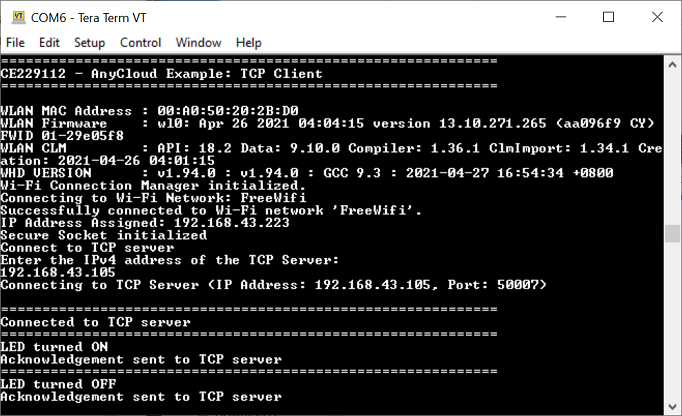 COM6 - Tera Term VT
File Edit Setup Control Window Help
============================================================
CE229112 - AnyCloud Example: TCP Client
============================================================
WLAN MAC Address : 00:A0:50:20:2B:D0
WLAN Firmware : wl0: Apr 26 2021 04:04:15 version 13.10.271.265 (aa096f9 CY)
FWID 01-29e05f8
WLAN CLM : API: 18.2 Data: 9.10.0 Compiler: 1.36.1 ClmImport: 1.34.1 Cre
ation: 2021-04-26 04:01:15
WHD VERSION : v1.94.0 : v1.94.0 : GCC 9.3 : 2021-04-27 16:54:34 +0800
Wi-Fi Connection Manager initialized.
Connecting to Wi-Fi Network: FreeWifi
Successfully connected to Wi-Fi network 'FreeWifi'.
IP Address Assigned: 192.168.43.223
Secure Socket initialized
Connect to TCP server
Enter the IPv4 address of the TCP Server:
192.168.43.105
Connecting to TCP Server (IP Address: 192.168.43.105, Port: 50007)
============================================================
Connected to TCP server
============================================================
LED turned ON
Acknowledgement sent to TCP server
============================================================
LED turned OFF
Acknowledgement sent to TCP server